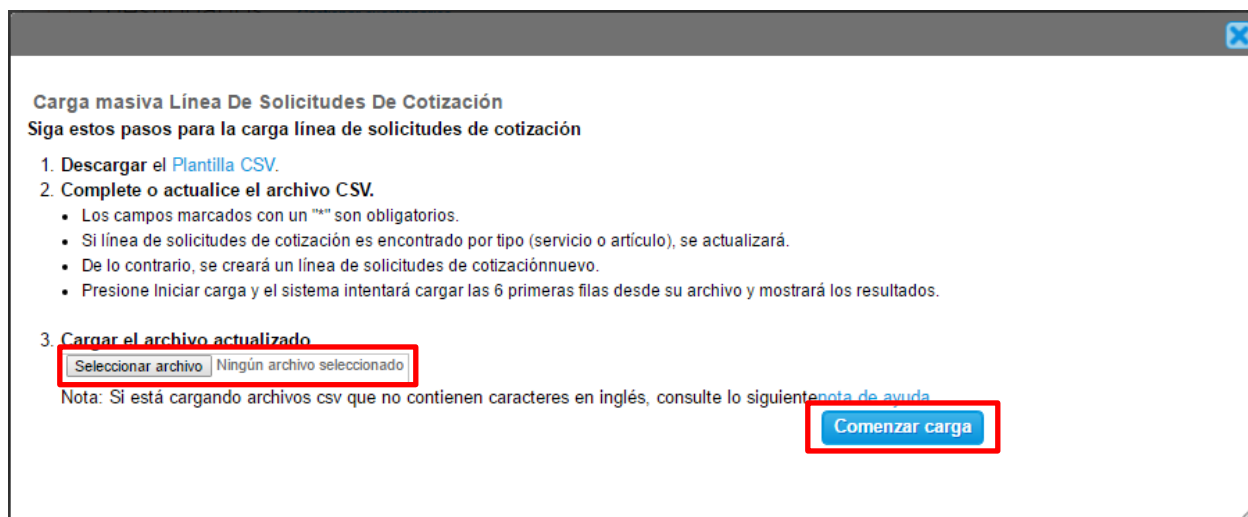 Carga masiva Línea De Solicitudes De Cotización
Siga estos pasos para la carga línea de solicitudes de cotización
1. Descargar el Plantilla CSV.
2. Complete o actualice el archivo CSV.
• Los campos marcados con un "*" son obligatorios.
• Si línea de solicitudes de cotización es encontrado por tipo (servicio o artículo), se actualizará.
• De lo contrario, se creará un línea de solicitudes de cotizaciónnuevo.
• Presione Iniciar carga y el sistema intentará cargar las 6 primeras filas desde su archivo y mostrará los resultados.
3. Cargar el archivo actualizado
Seleccionar archivo Ningún archivo seleccionado
Nota: Si está cargando archivos csv que no contienen caracteres en inglés, consulte lo siguientenota de ayuda
Comenzar carga